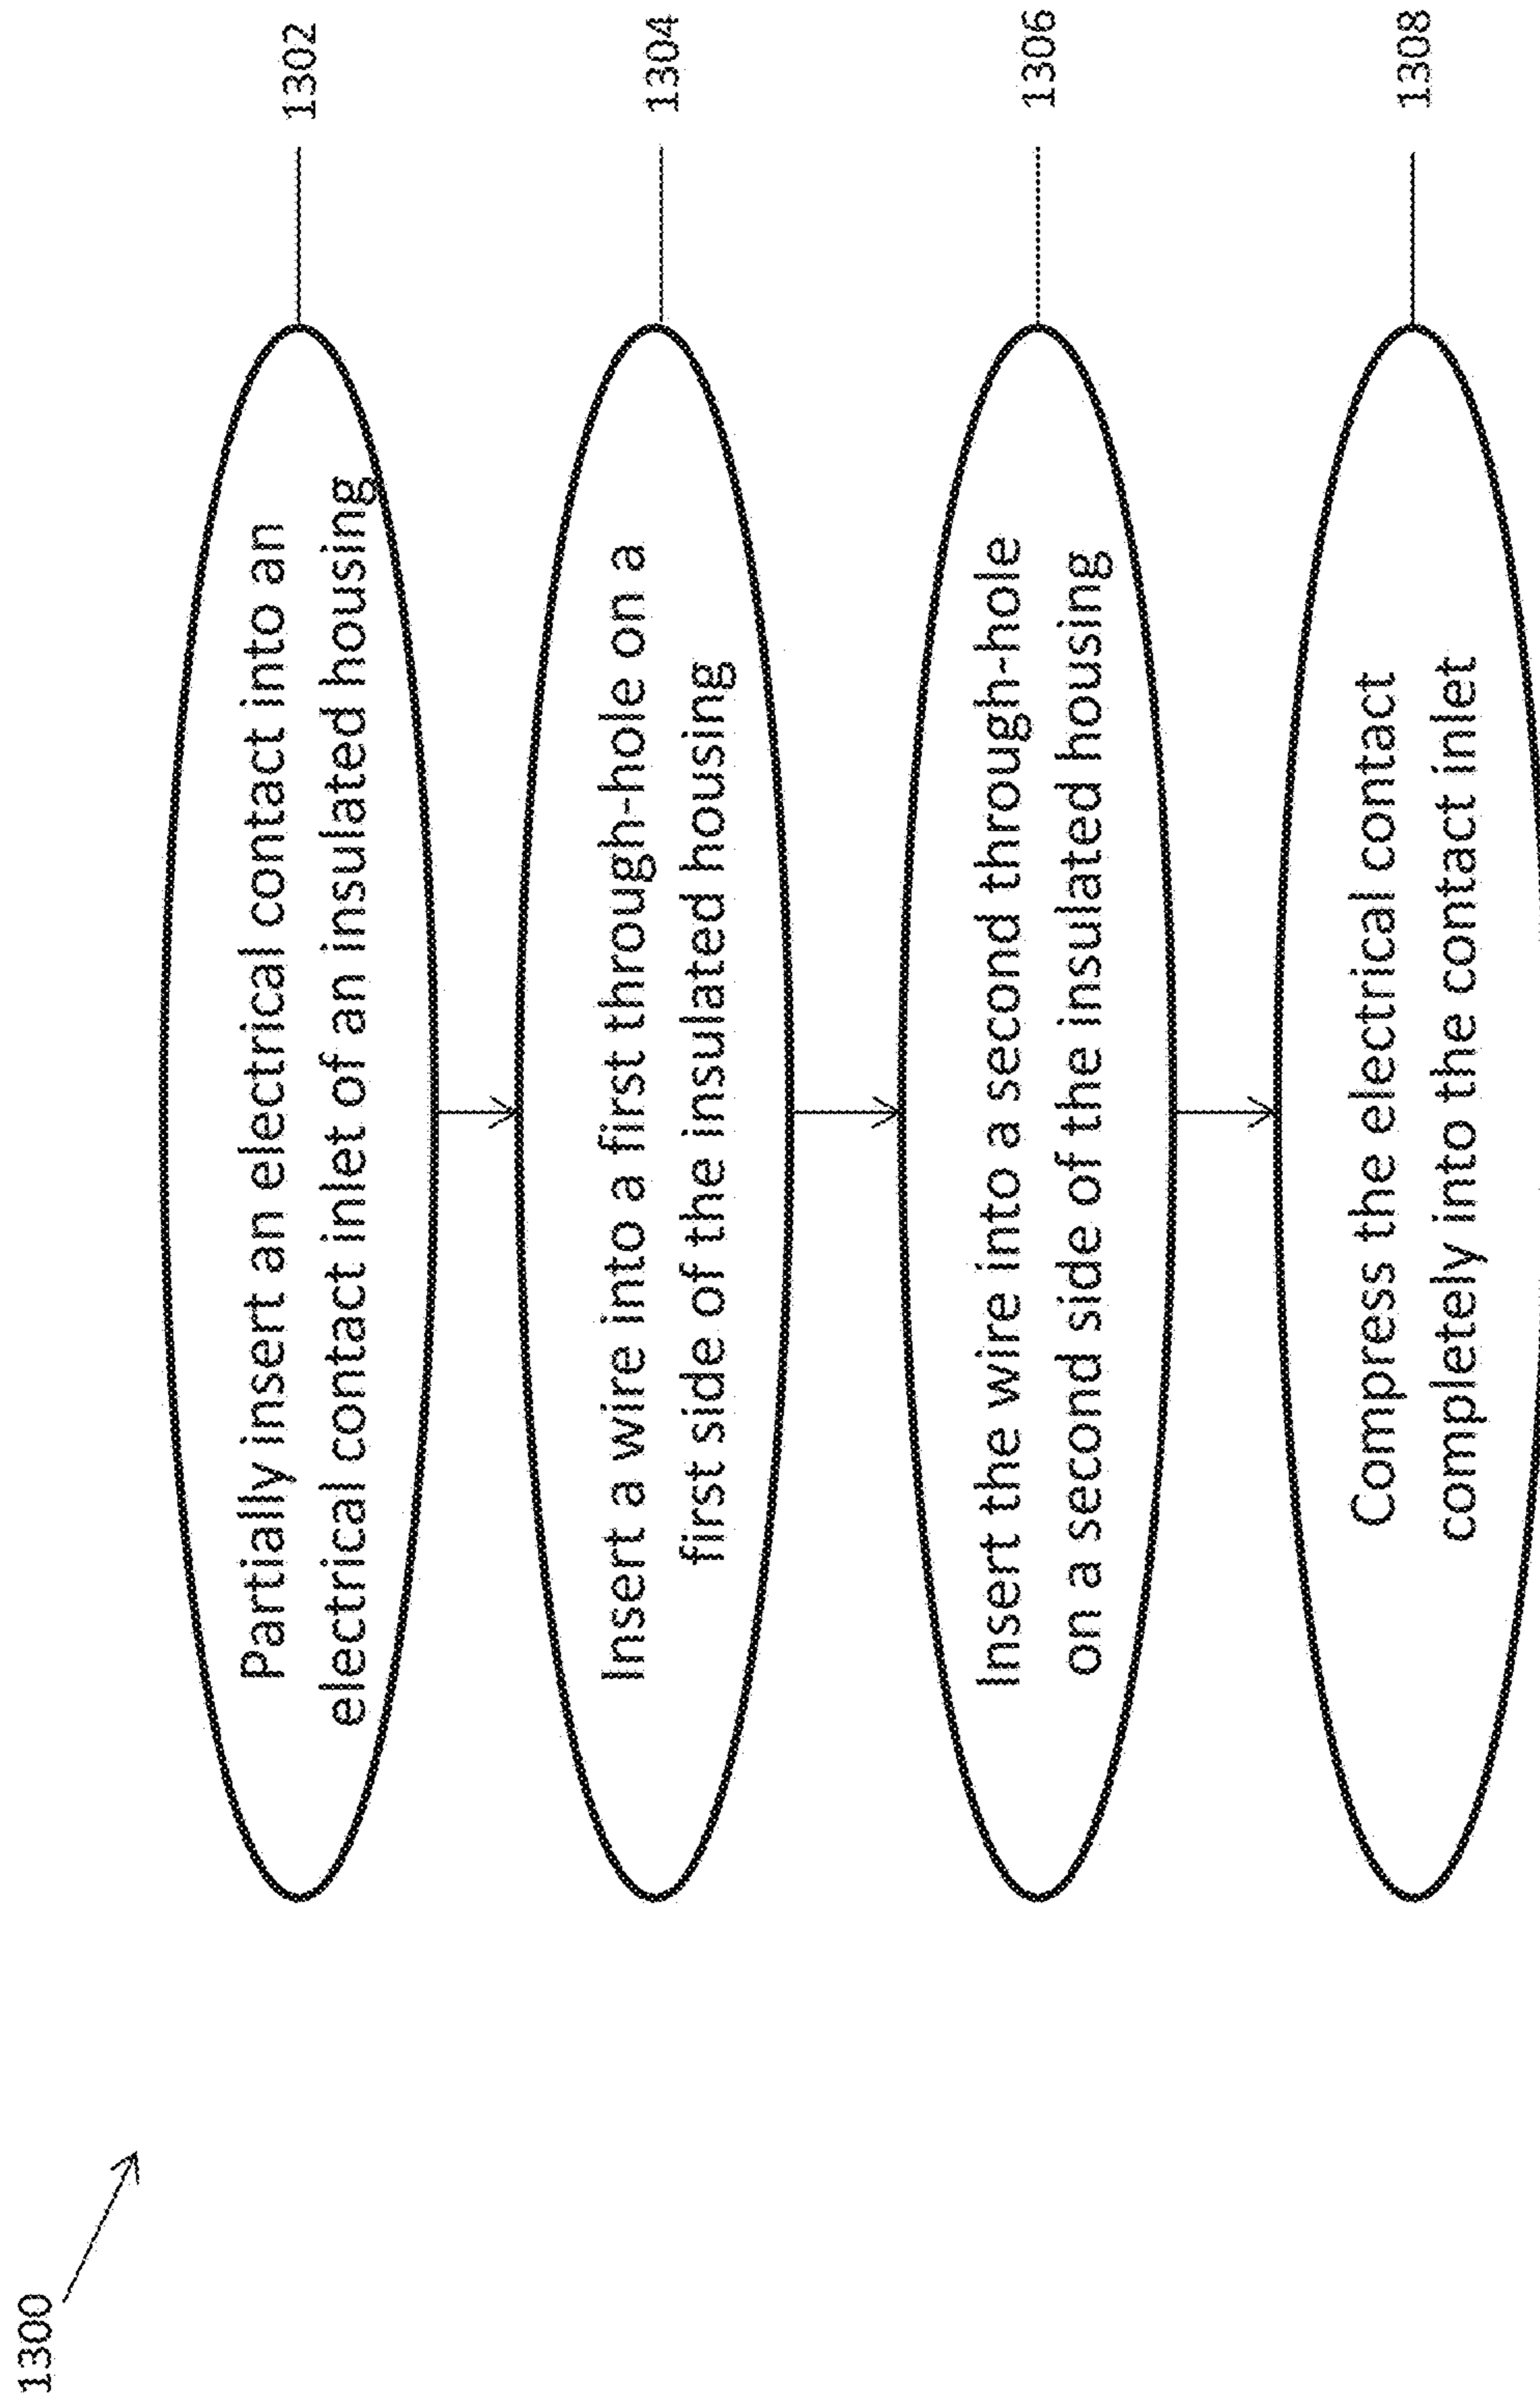 1300
Partially insert an electrical contact into an
electrical contact inlet of an insulated housing
1302
Insert a wire into a first through-hole on a
first side of the insulated housing
1304
Insert the wire into a second through-hole
on a second side of the insulated housing
1306
Compress the electrical contact
completely into the contact inlet
1308